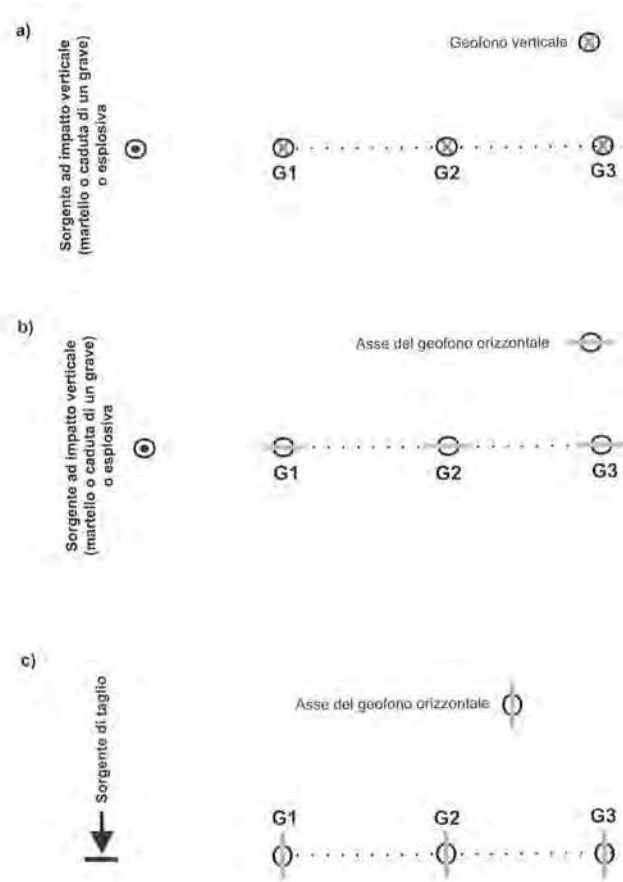 a)
Sorgente ad impatto verticale
(martello o caduta di un grave)
o esplosiva
Geofono verticale
G1
G2
G3
b)
Sorgente ad impatto verticale
(martello o caduta di un grave)
o esplosiva
Asse del geofono orizzontale
G1
G2
G3
c)
Sorgente di taglio
Asse del geofono orizzontale
G1
G2
G3